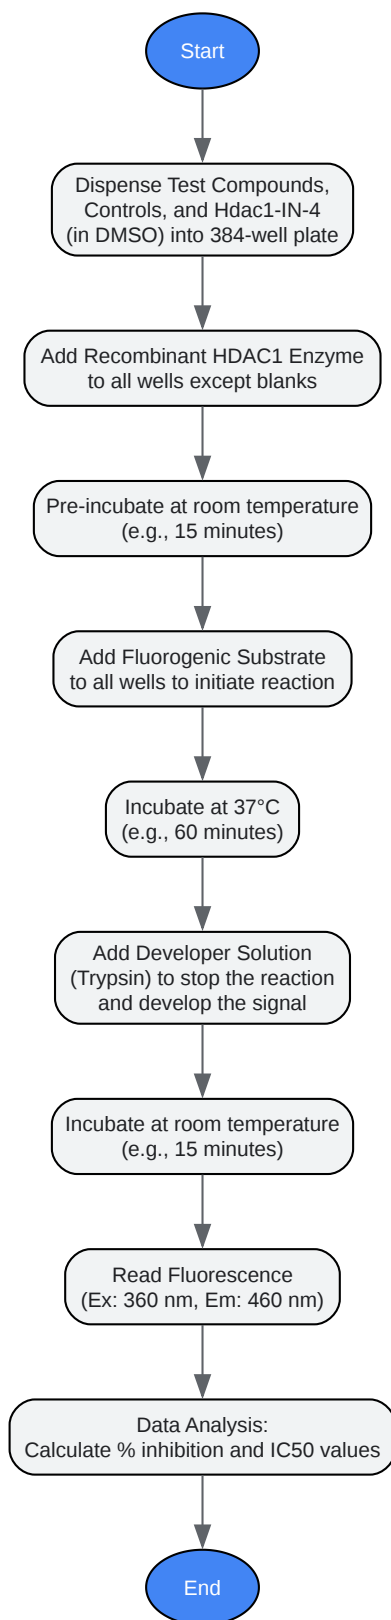 Start
Dispense Test Compounds,
Controls, and Hdac1-IN-4
(in DMSO) into 384-well plate
Add Recombinant HDAC1 Enzyme
to all wells except blanks
Pre-incubate at room temperature
(e.g., 15 minutes)
Add Fluorogenic Substrate
to all wells to initiate reaction
Incubate at 37°C
(e.g., 60 minutes)
Add Developer Solution
(Trypsin) to stop the reaction
and develop the signal
Incubate at room temperature
(e.g., 15 minutes)
Read Fluorescence
(Ex: 360 nm, Em: 460 nm)
Data Analysis:
Calculate % inhibition and IC50 values
End